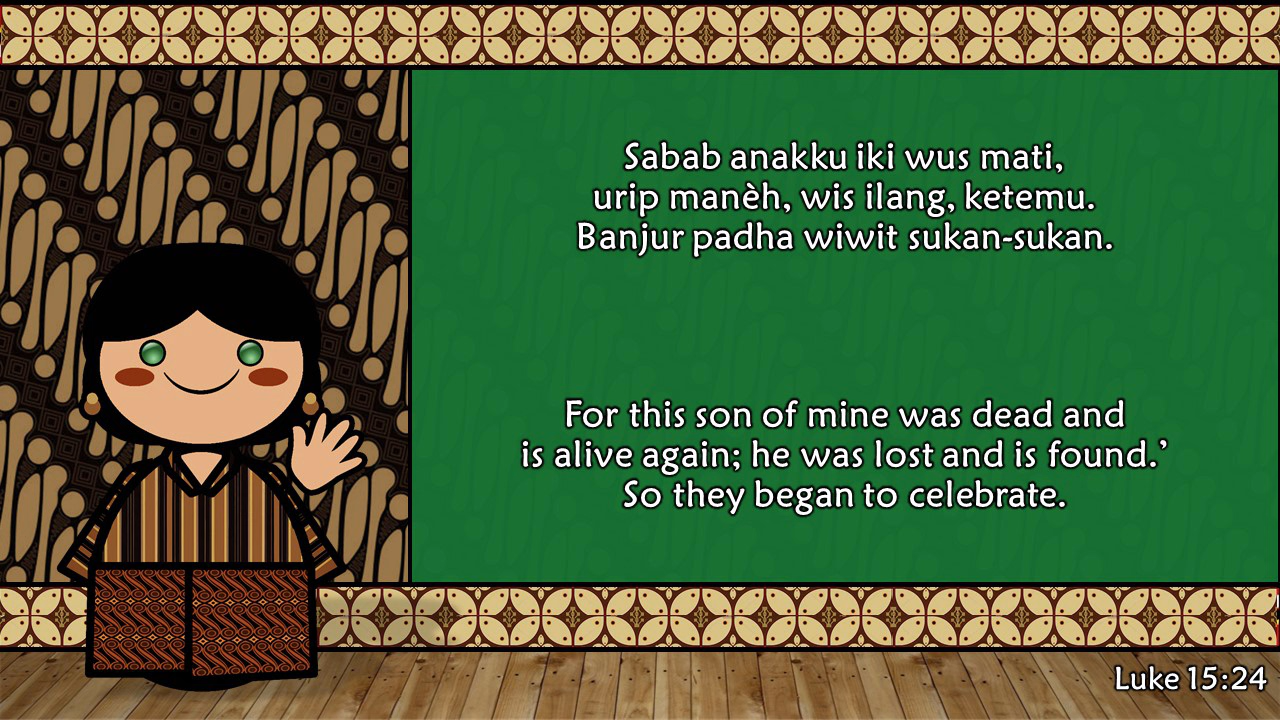 Sabab anakku iki wus mati,
urip manèh, wis ilang, ketemu.
Banjur padha wiwit sukan-sukan.
For this son of mine was dead and
is alive again; he was lost and is found.’
So they began to celebrate.
Luke 15:24